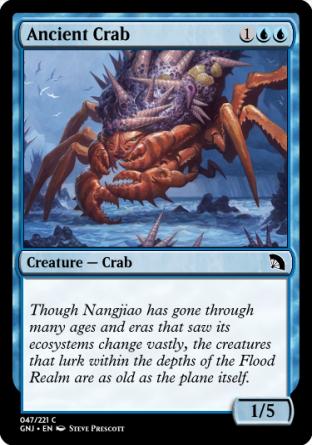 Ancient Crab 1
Creature — Crab
Though Nangjiao has gone through
many ages and eras that saw its
ecosystems change vastly, the creatures
that lurk within the depths of the Flood
Realm are as old as the plane itself.
1/5
047/221 C
GNJ • EN Steve Prescott